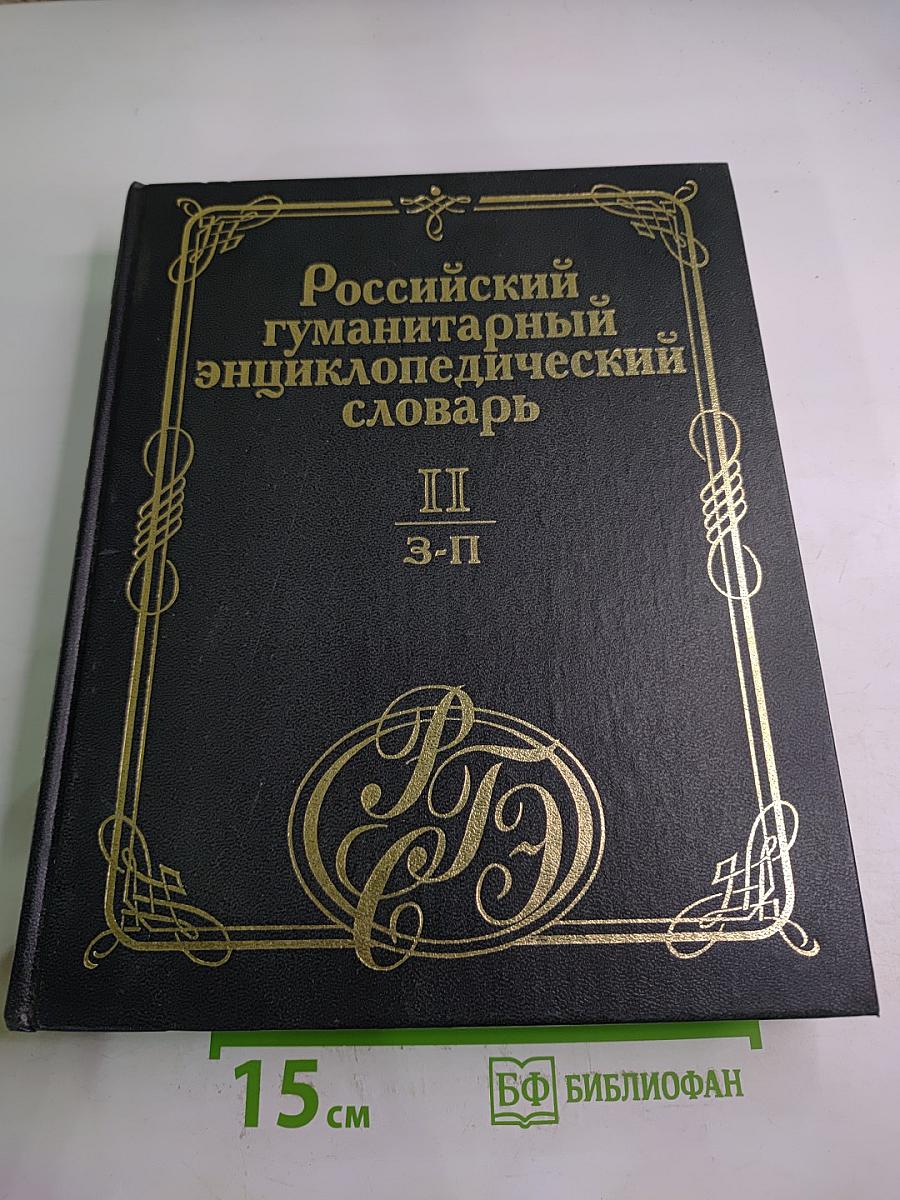 Российский
гуманитарный
энциклопедический
словарь
II
З-П
РГЭС
15 см
БФ БИБЛИОФАН